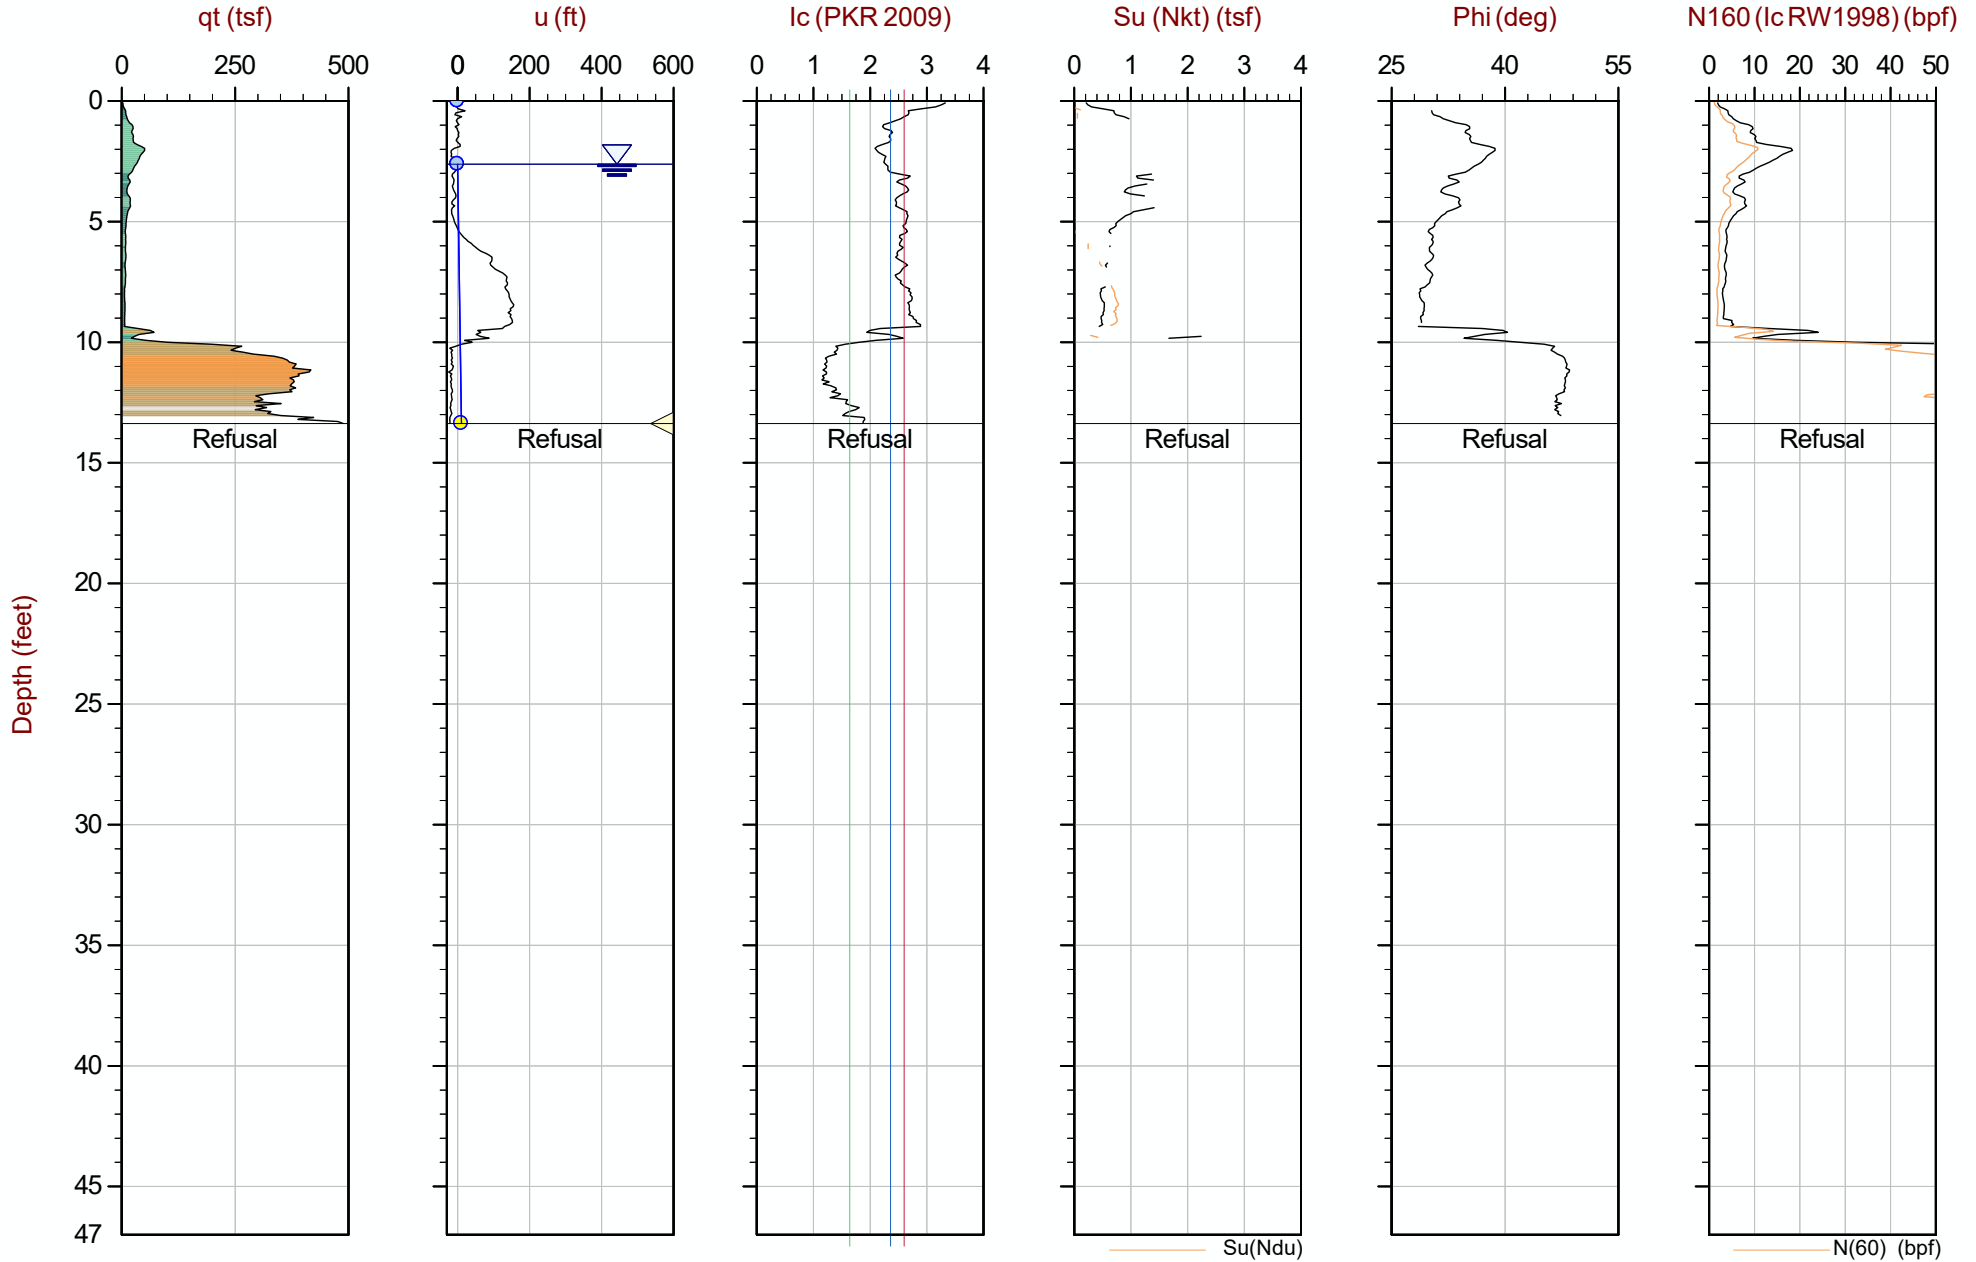 qt (tsf) u (ft) Ic (PKR 2009) Su (Nkt) (tsf) Phi (deg) N160 (Ic RW1998) (bpf)
0 250 500 0 200 400 600 0 1 2 3 4 0 1 2 3 4 25 40 55 0 10 20 30 40 50
0
5
10
Refusal Refusal Refusal Refusal Refusal Refusal
15
20
Depth (feet)
25
30
35
40
45
47
Su(Ndu) N(60) (bpf)